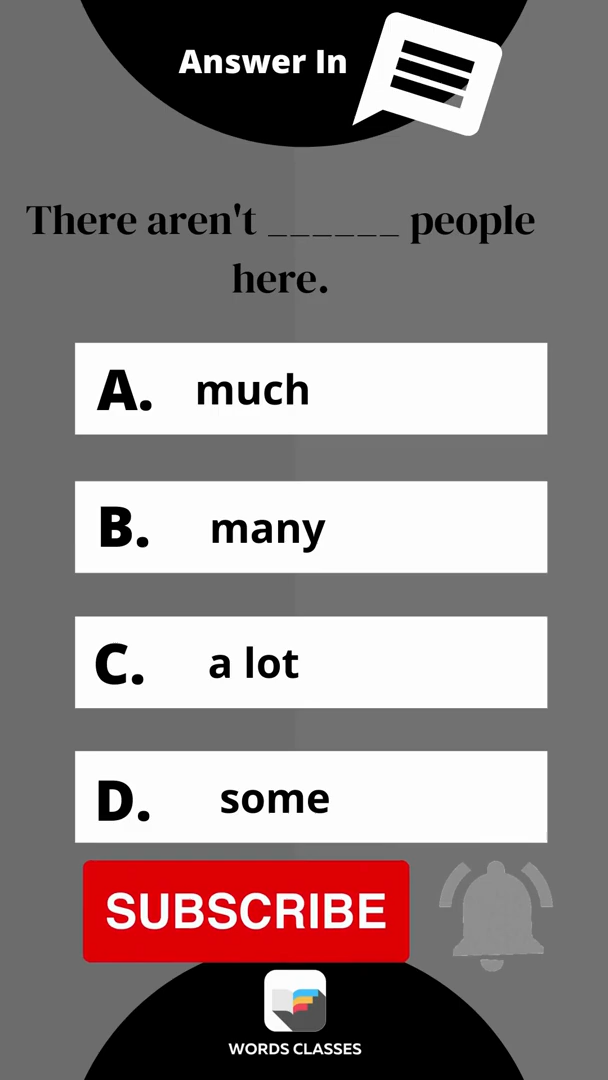 Answer In
There aren't ______ people
here.
A. much
B. many
C. a lot
D. some
SUBSCRIBE
WORDS CLASSES